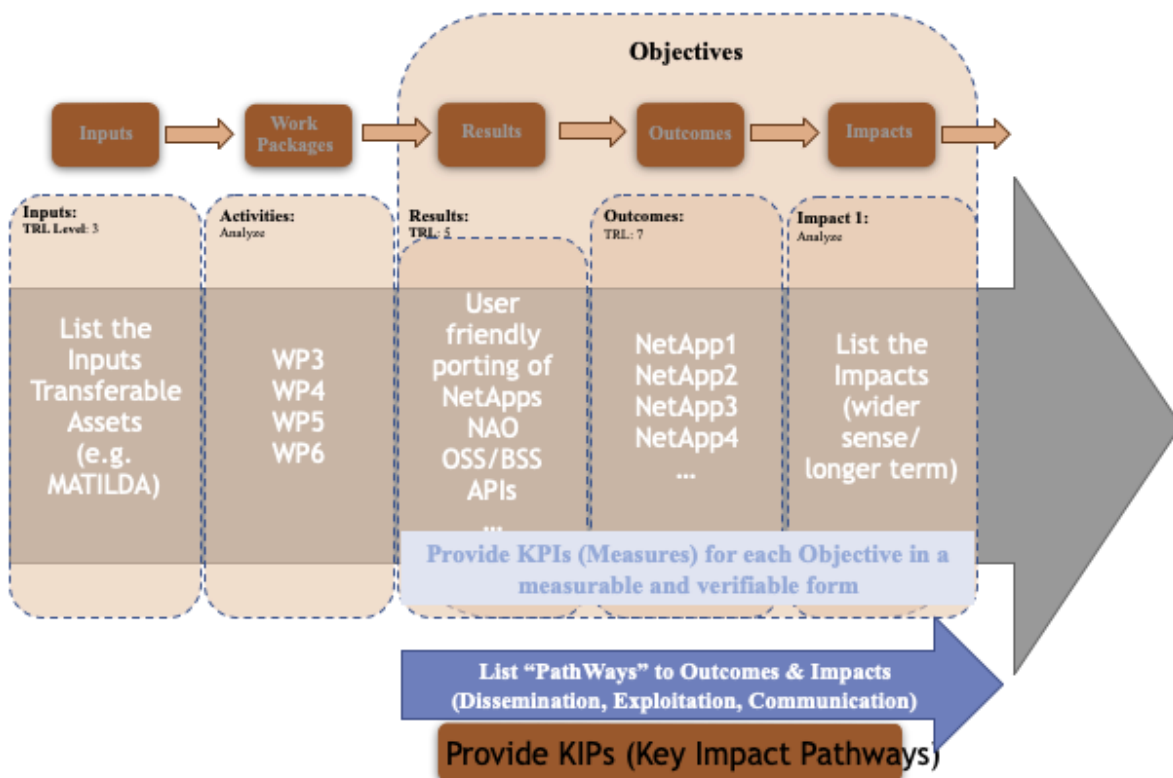 Objectives
Inputs
Work
Packages
Results
Outcomes
Impacts
Inputs:
TRL Level: 3
List the
Inputs
Transferable
Assets
(e.g.
MATILDA)
Activities:
Analyze
WP3
WP4
WP5
WP6
Results:
TRL: 5
User
friendly
porting of
NetApps
NAO
OSS/BSS
APIs
...
Outcomes:
TRL: 7
NetApp1
NetApp2
NetApp3
NetApp4
...
Impact 1:
Analyze
List the
Impacts
(wider
sense/
longer term)
Provide KPIs (Measures) for each Objective in a
measurable and verifiable form
List “PathWays” to Outcomes & Impacts
(Dissemination, Exploitation, Communication)
Provide KIPs (Key Impact Pathways)